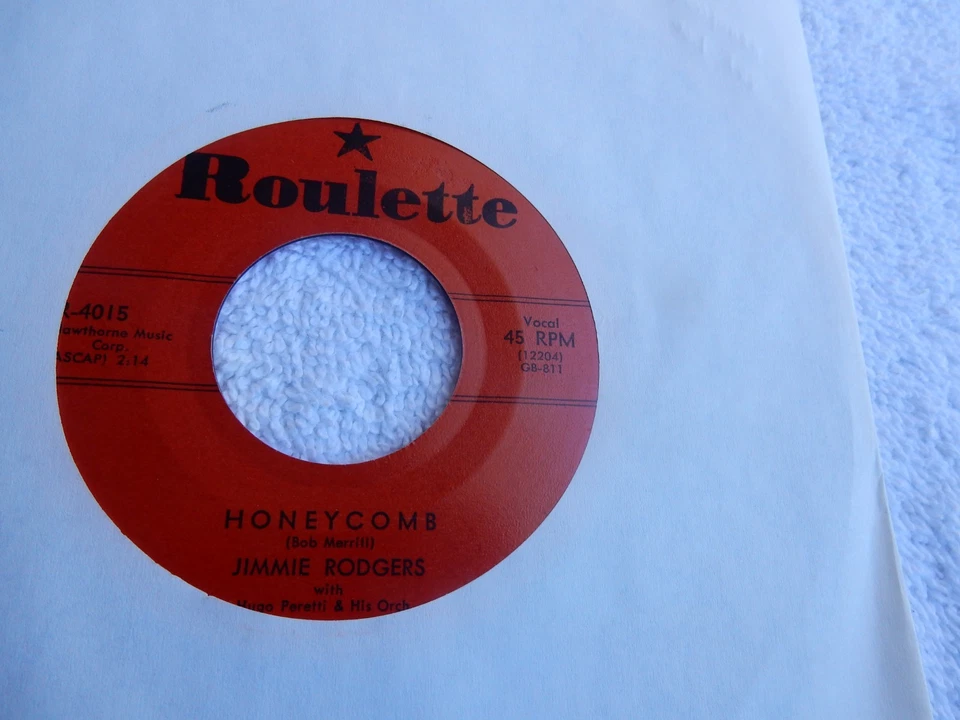 Roulette
R-4015
Hawthorne Music
Corp.
ASCAP) 2:14
Vocal
45 RPM
(12204)
GB-811
HONEYCOMB
(Bob Merrill)
JIMMIE RODGERS
with
Hugo Peretti & His Orch